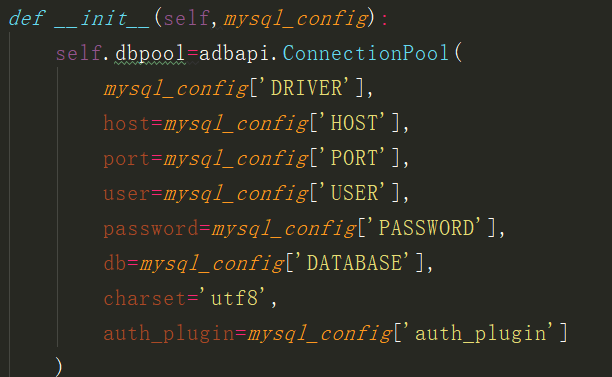 def __init__(self,mysql_config):
self.dbpool=adbapi.ConnectionPool(
mysql_config['DRIVER'],
host=mysql_config['HOST'],
port=mysql_config['PORT'],
user=mysql_config['USER'],
password=mysql_config['PASSWORD'],
db=mysql_config['DATABASE'],
charset='utf8',
auth_plugin=mysql_config['auth_plugin']
)